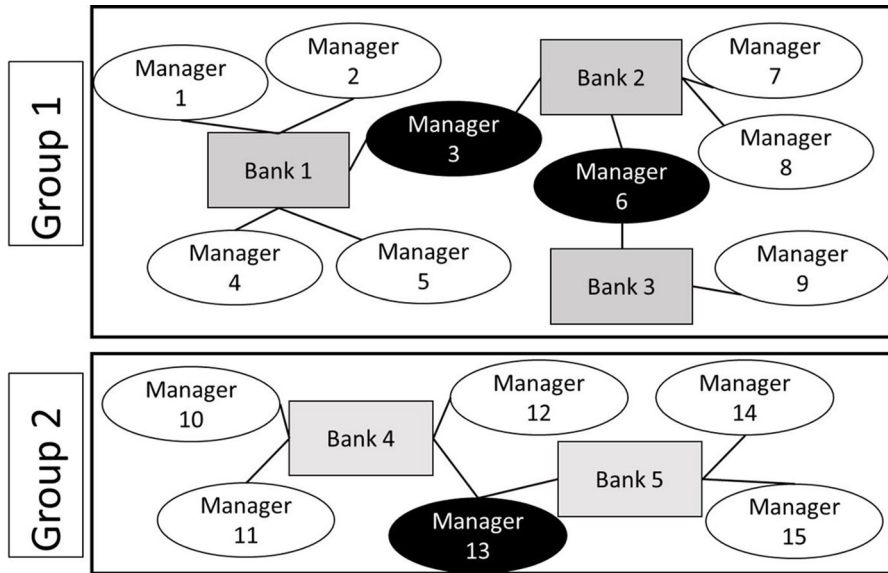 Group 1
Manager
1
Manager
2
Manager
3
Bank 1
Manager
4
Manager
5
Bank 2
Manager
7
Manager
8
Manager
6
Bank 3
Manager
9
Group 2
Manager
10
Manager
11
Bank 4
Manager
12
Manager
13
Bank 5
Manager
14
Manager
15